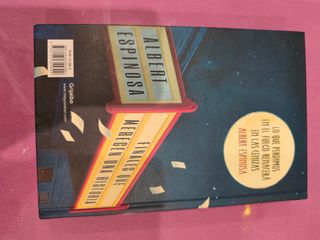 ALBERT
ESPINOSA
FINALES QUE
MERECEN UNA HISTORIA
LO QUE PERDIMOS
EN EL FUEGO RENACERÁ
EN LAS CENIZAS
ALBERT ESPINOSA
Grijalbo